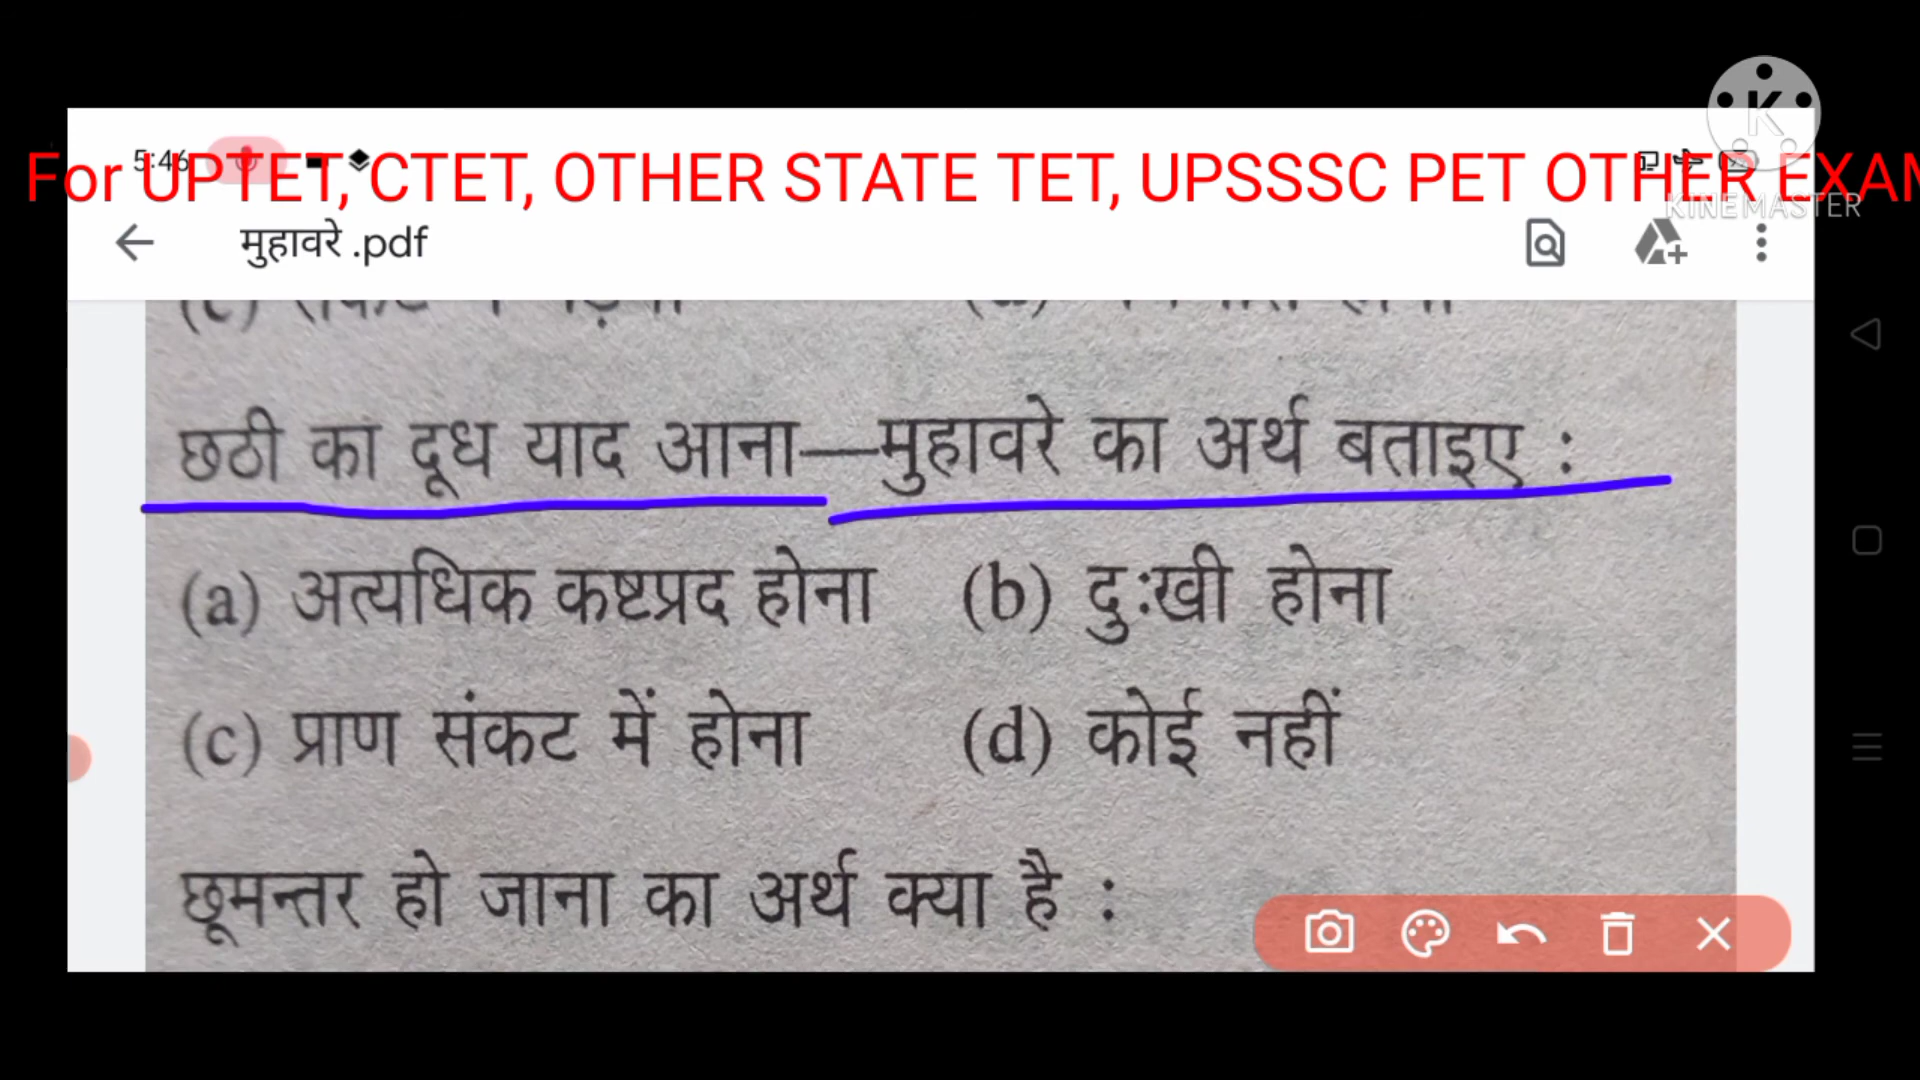 5:46
For UPTET, CTET, OTHER STATE TET, UPSSSC PET OTHER EXAM
KINEMASTER
मुहावरे .pdf
छठी का दूध याद आना—मुहावरे का अर्थ बताइए :
(a) अत्यधिक कष्टप्रद होना (b) दुःखी होना
(c) प्राण संकट में होना (d) कोई नहीं
छूमन्तर हो जाना का अर्थ क्या है :